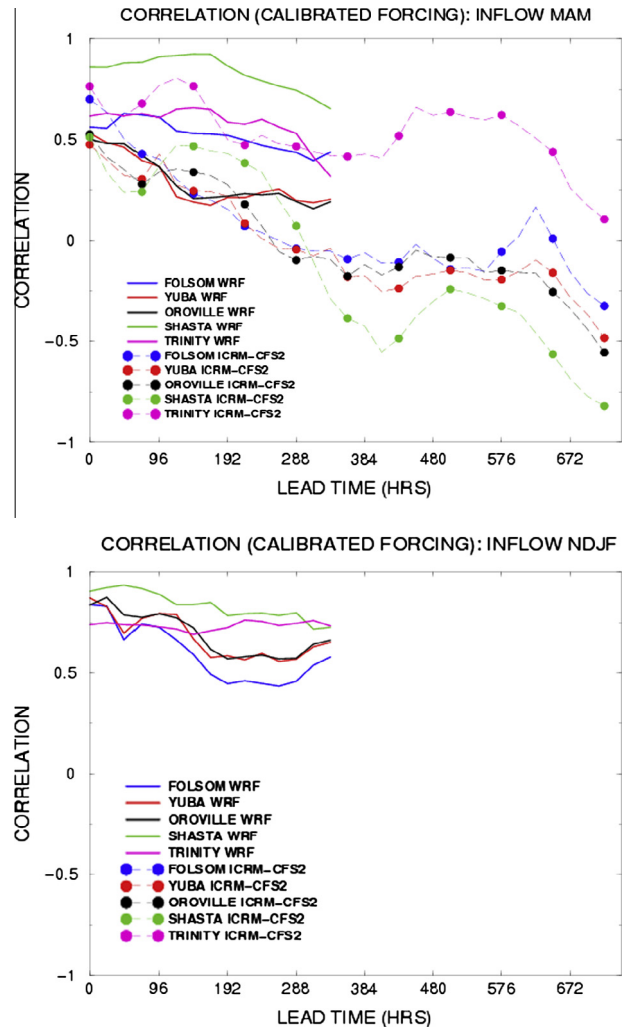 CORRELATION (CALIBRATED FORCING): INFLOW MAM
1
0.5
0
-0.5
-1
CORRELATION
FOLSOM WRF
YUBA WRF
OROVILLE WRF
SHASTA WRF
TRINITY WRF
FOLSOM ICRM-CFS2
YUBA ICRM-CFS2
OROVILLE ICRM-CFS2
SHASTA ICRM-CFS2
TRINITY ICRM-CFS2
0 96 192 288 384 480 576 672
LEAD TIME (HRS)
CORRELATION (CALIBRATED FORCING): INFLOW NDJF
1
0.5
0
-0.5
-1
CORRELATION
FOLSOM WRF
YUBA WRF
OROVILLE WRF
SHASTA WRF
TRINITY WRF
FOLSOM ICRM-CFS2
YUBA ICRM-CFS2
OROVILLE ICRM-CFS2
SHASTA ICRM-CFS2
TRINITY ICRM-CFS2
0 96 192 288 384 480 576 672
LEAD TIME (HRS)